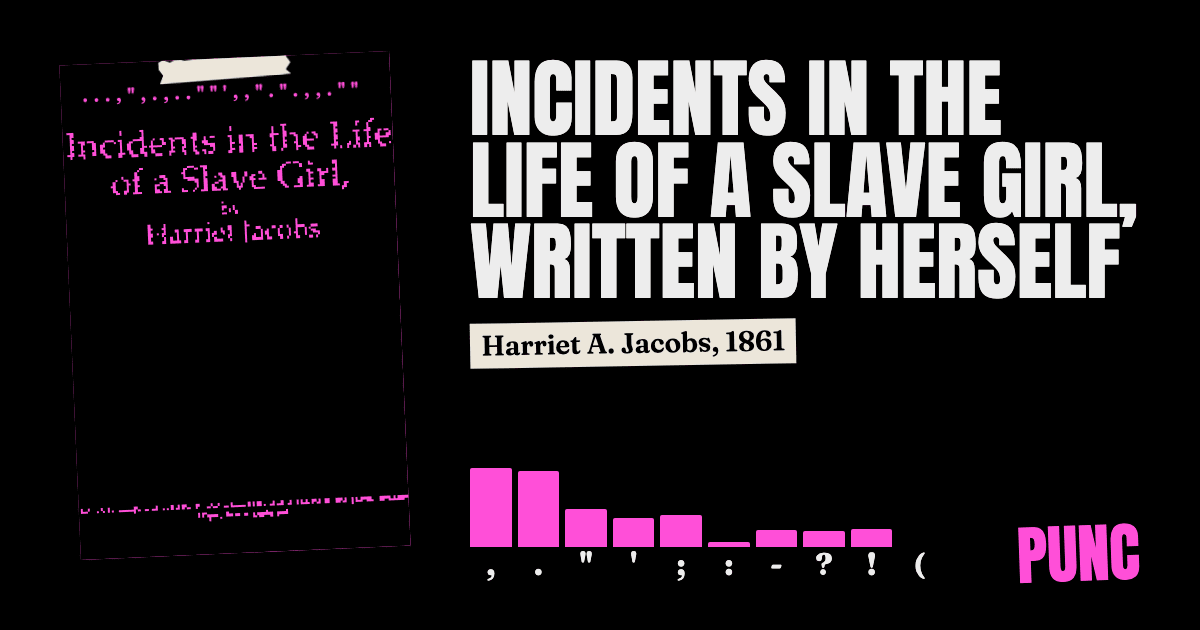 ...,",.,..""',,".".,,."" 
Incidents in the Life
of a Slave Girl,
by
Harriet Jacobs
INCIDENTS IN THE
LIFE OF A SLAVE GIRL,
WRITTEN BY HERSELF
Harriet A. Jacobs, 1861
, . " ' ; : - ? ! (
PUNC